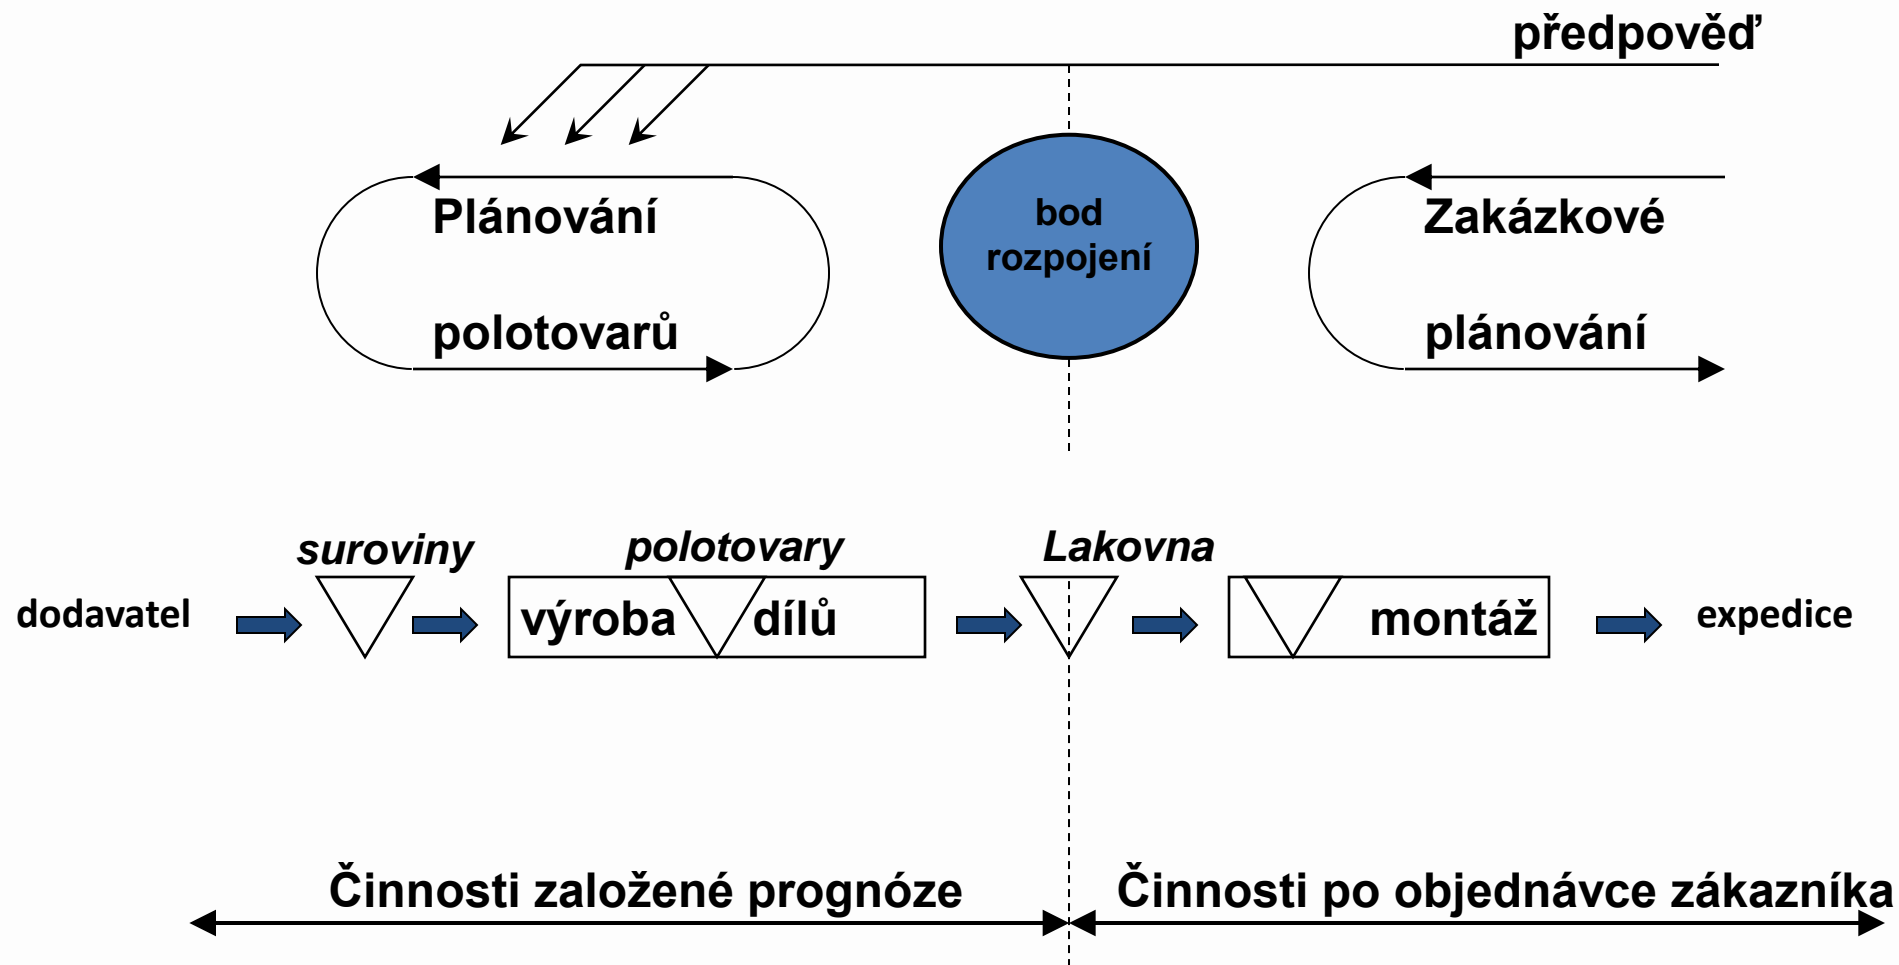 předpověď
Plánování
polotovarů
bod
rozpojení
Zakázkové
plánování
suroviny
polotovary
Lakovna
dodavatel
výroba dílů
montáž
expedice
Činnosti založené prognóze
Činnosti po objednávce zákazníka